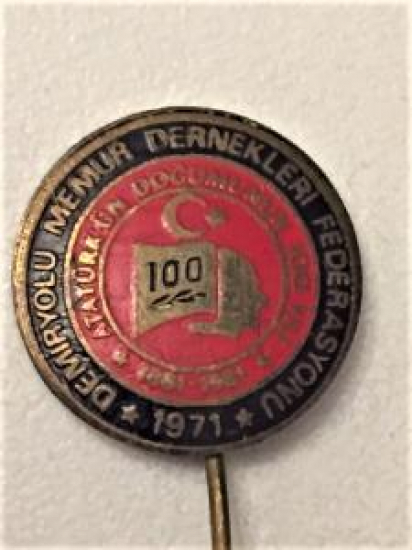 DEMİRYOLU MEMUR DERNEKLERİ FEDERASYONU
★ 1971 ★
ATATÜRK'ÜN DOĞUMUNUN 100. YILI
★ 1881-1981 ★
100